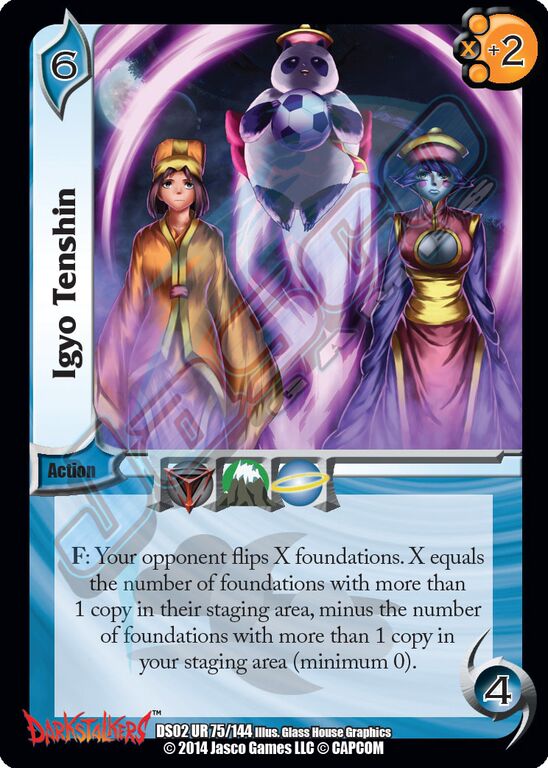 6
X +2
Igyo Tenshin
Action
F: Your opponent flips X foundations. X equals
the number of foundations with more than
1 copy in their staging area, minus the number
of foundations with more than 1 copy in
your staging area (minimum 0).
4
DARKSTALKERS™
DS02 UR 75/144 Illus. Glass House Graphics
© 2014 Jasco Games LLC © CAPCOM